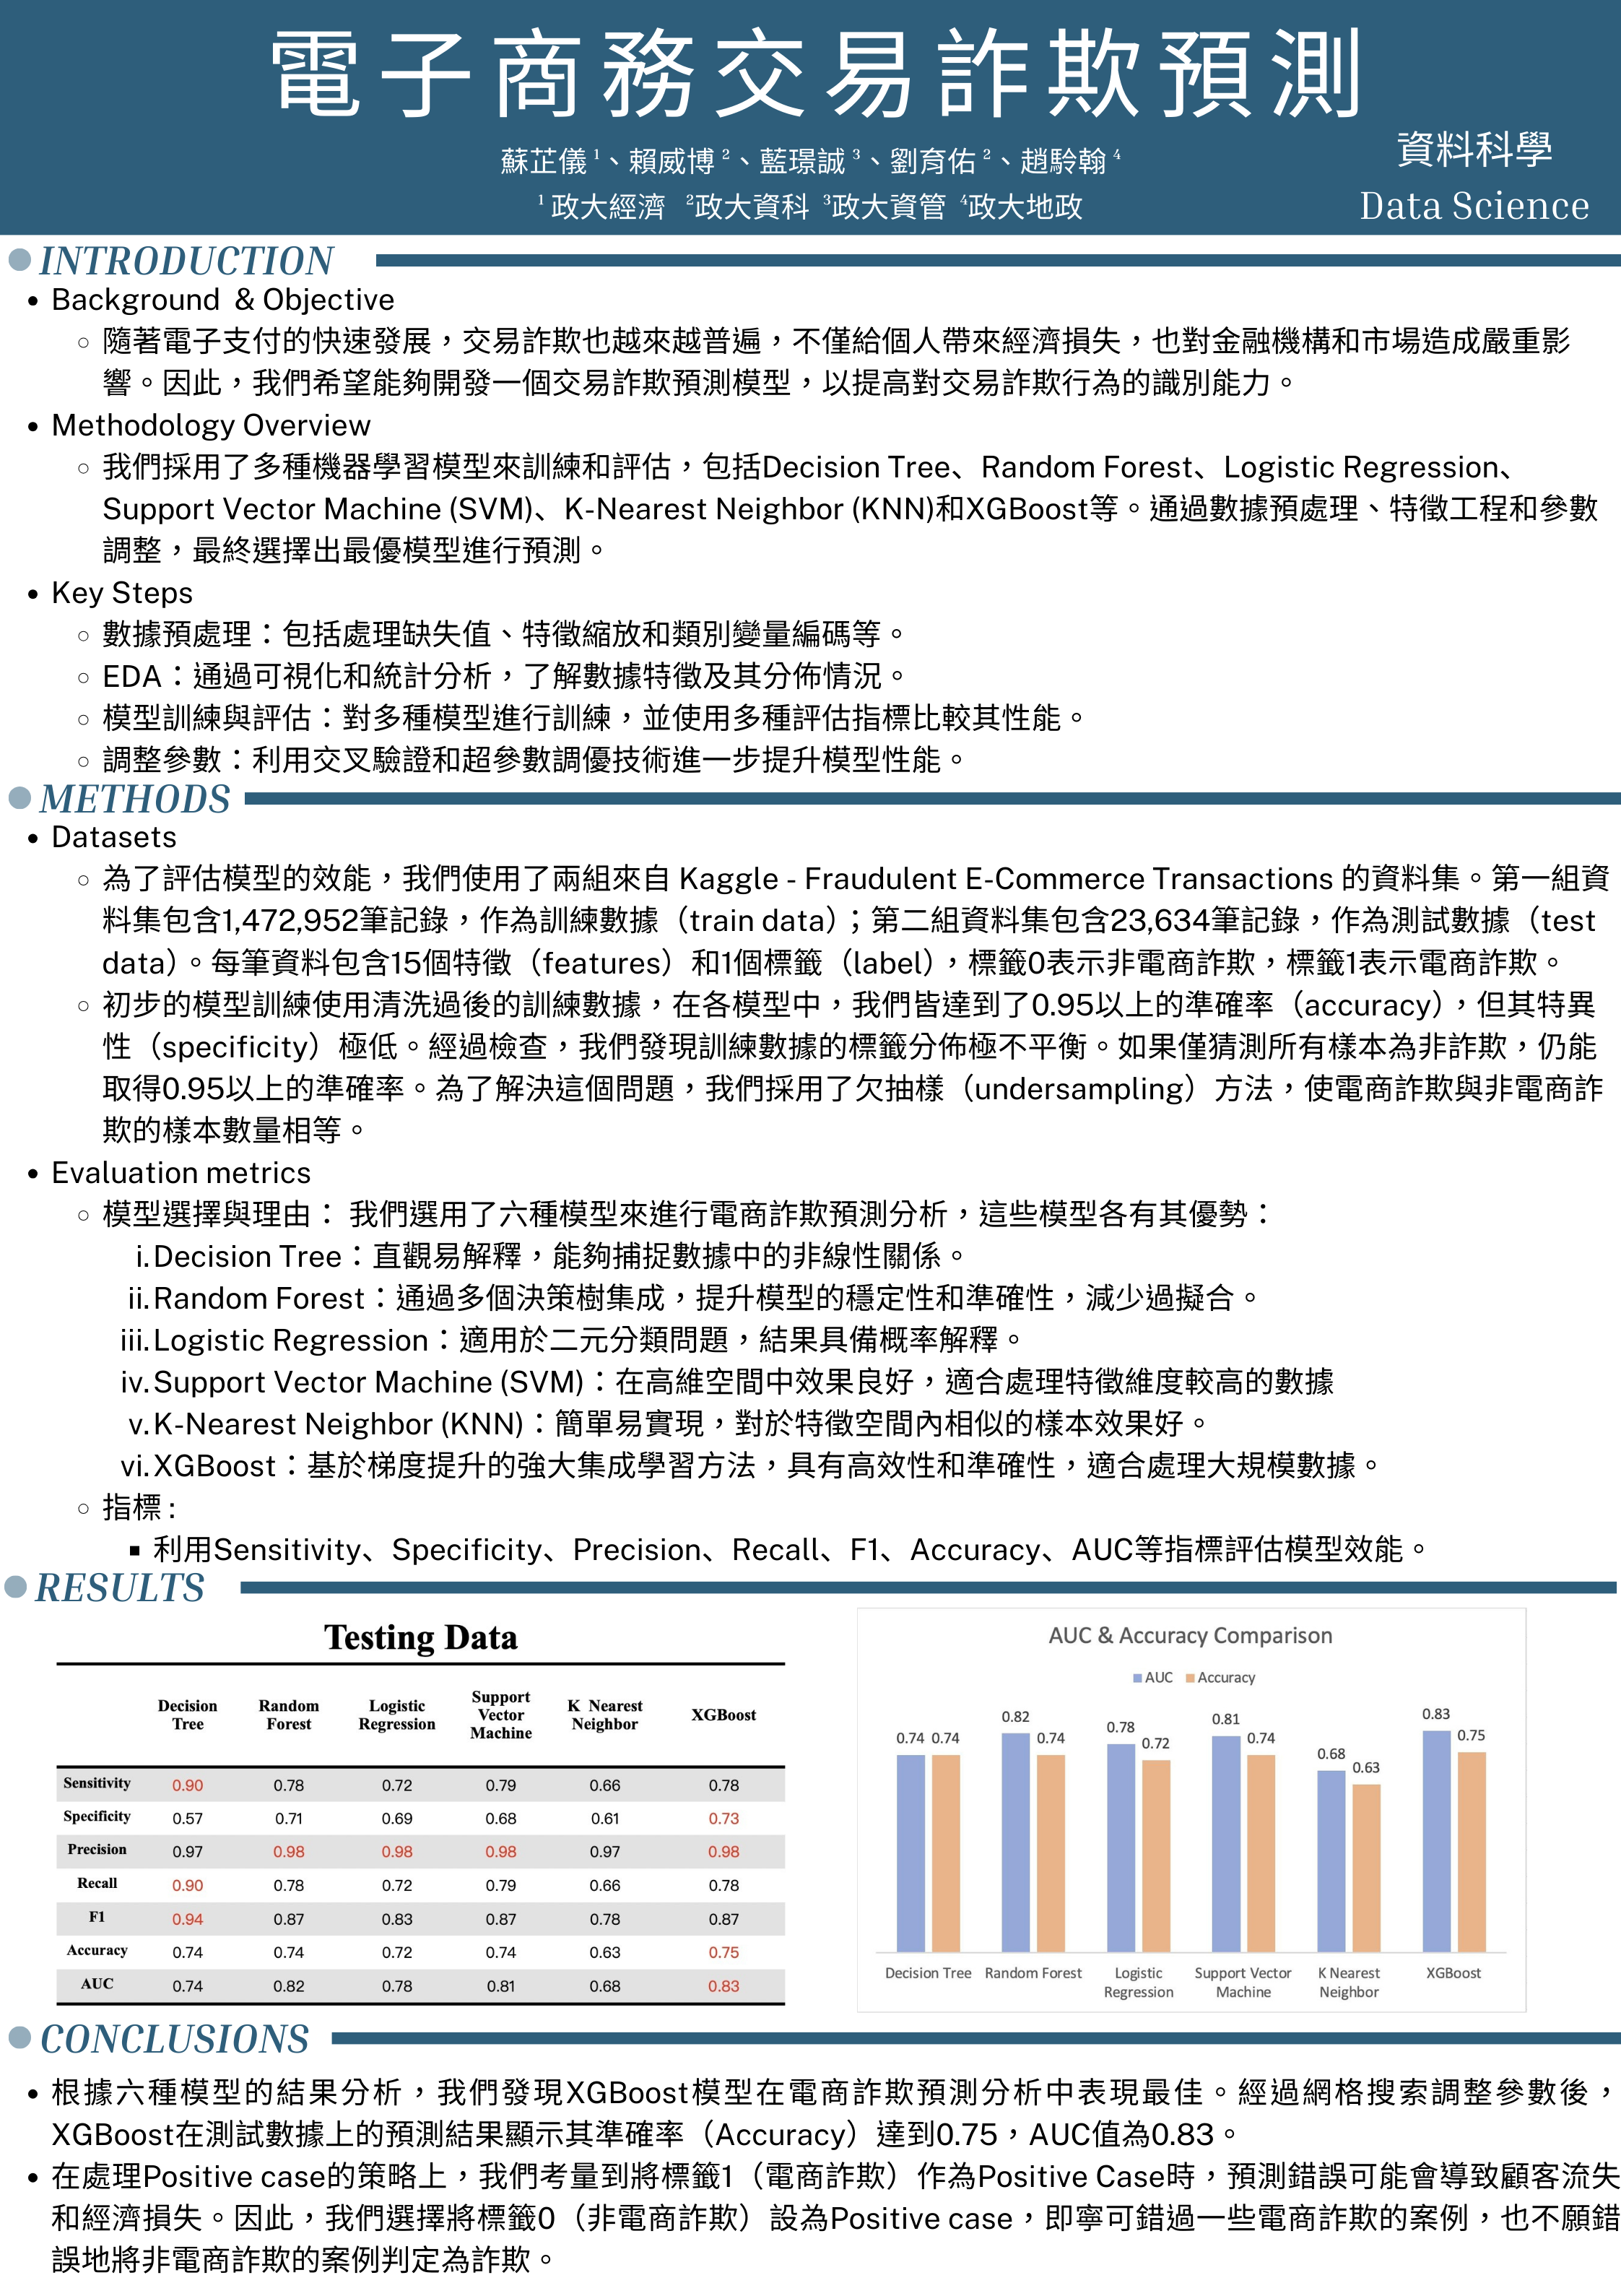 電子商務交易詐欺預測
蘇芷儀¹、賴威博²、藍璟誠³、劉育佑²、趙聆翰⁴
¹政大經濟 ²政大資科 ³政大資管 ⁴政大地政
資料科學
Data Science
INTRODUCTION
• Background & Objective
◦ 隨著電子支付的快速發展，交易詐欺也越來越普遍，不僅給個人帶來經濟損失，也對金融機構和市場造成嚴重影
響。因此，我們希望能夠開發一個交易詐欺預測模型，以提高對交易詐欺行為的識別能力。
• Methodology Overview
◦ 我們採用了多種機器學習模型來訓練和評估，包括Decision Tree、Random Forest、Logistic Regression、
Support Vector Machine (SVM)、K-Nearest Neighbor (KNN)和XGBoost等。通過數據預處理、特徵工程和參數
調整，最終選擇出最優模型進行預測。
• Key Steps
◦ 數據預處理：包括處理缺失值、特徵縮放和類別變量編碼等。
◦ EDA：通過可視化和統計分析，了解數據特徵及其分佈情況。
◦ 模型訓練與評估：對多種模型進行訓練，並使用多種評估指標比較其性能。
◦ 調整參數：利用交叉驗證和超參數調優技術進一步提升模型性能。
METHODS
• Datasets
◦ 為了評估模型的效能，我們使用了兩組來自 Kaggle - Fraudulent E-Commerce Transactions 的資料集。第一組資
料集包含1,472,952筆記錄，作為訓練數據（train data）；第二組資料集包含23,634筆記錄，作為測試數據（test
data）。每筆資料包含15個特徵（features）和1個標籤（label），標籤0表示非電商詐欺，標籤1表示電商詐欺。
◦ 初步的模型訓練使用清洗過後的訓練數據，在各模型中，我們皆達到了0.95以上的準確率（accuracy），但其特異
性（specificity）極低。經過檢查，我們發現訓練數據的標籤分佈極不平衡。如果僅猜測所有樣本為非詐欺，仍能
取得0.95以上的準確率。為了解決這個問題，我們採用了欠抽樣（undersampling）方法，使電商詐欺與非電商詐
欺的樣本數量相等。
• Evaluation metrics
◦ 模型選擇與理由： 我們選用了六種模型來進行電商詐欺預測分析，這些模型各有其優勢：
i. Decision Tree：直觀易解釋，能夠捕捉數據中的非線性關係。
ii. Random Forest：通過多個決策樹集成，提升模型的穩定性和準確性，減少過擬合。
iii. Logistic Regression：適用於二元分類問題，結果具備概率解釋。
iv. Support Vector Machine (SVM)：在高維空間中效果良好，適合處理特徵維度較高的數據
v. K-Nearest Neighbor (KNN)：簡單易實現，對於特徵空間內相似的樣本效果好。
vi. XGBoost：基於梯度提升的強大集成學習方法，具有高效性和準確性，適合處理大規模數據。
◦ 指標 :
▪ 利用Sensitivity、Specificity、Precision、Recall、F1、Accuracy、AUC等指標評估模型效能。
RESULTS
Testing Data
Decision Tree Random Forest Logistic Regression Support Vector Machine K Nearest Neighbor XGBoost
Sensitivity 0.90 0.78 0.72 0.79 0.66 0.78
Specificity 0.57 0.71 0.69 0.68 0.61 0.73
Precision 0.97 0.98 0.98 0.98 0.97 0.98
Recall 0.90 0.78 0.72 0.79 0.66 0.78
F1 0.94 0.87 0.83 0.87 0.78 0.87
Accuracy 0.74 0.74 0.72 0.74 0.63 0.75
AUC 0.74 0.82 0.78 0.81 0.68 0.83
AUC & Accuracy Comparison
AUC Accuracy
0.74 0.74 0.82 0.74 0.78 0.72 0.81 0.74 0.68 0.63 0.83 0.75
Decision Tree Random Forest Logistic Regression Support Vector Machine K Nearest Neighbor XGBoost
CONCLUSIONS
• 根據六種模型的結果分析，我們發現XGBoost模型在電商詐欺預測分析中表現最佳。經過網格搜索調整參數後，
XGBoost在測試數據上的預測結果顯示其準確率（Accuracy）達到0.75，AUC值為0.83。
• 在處理Positive case的策略上，我們考量到將標籤1（電商詐欺）作為Positive Case時，預測錯誤可能會導致顧客流失
和經濟損失。因此，我們選擇將標籤0（非電商詐欺）設為Positive case，即寧可錯過一些電商詐欺的案例，也不願錯
誤地將非電商詐欺的案例判定為詐欺。